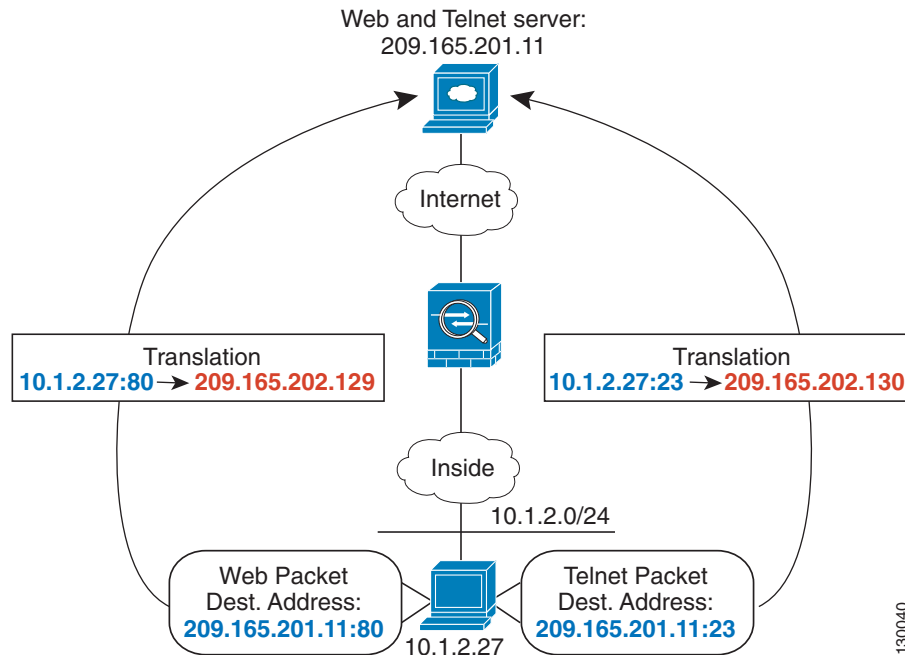 Web and Telnet server:
209.165.201.11
Internet
Translation
10.1.2.27:80 → 209.165.202.129
Translation
10.1.2.27:23 → 209.165.202.130
Inside
10.1.2.0/24
Web Packet
Dest. Address:
209.165.201.11:80
Telnet Packet
Dest. Address:
209.165.201.11:23
10.1.2.27
130040